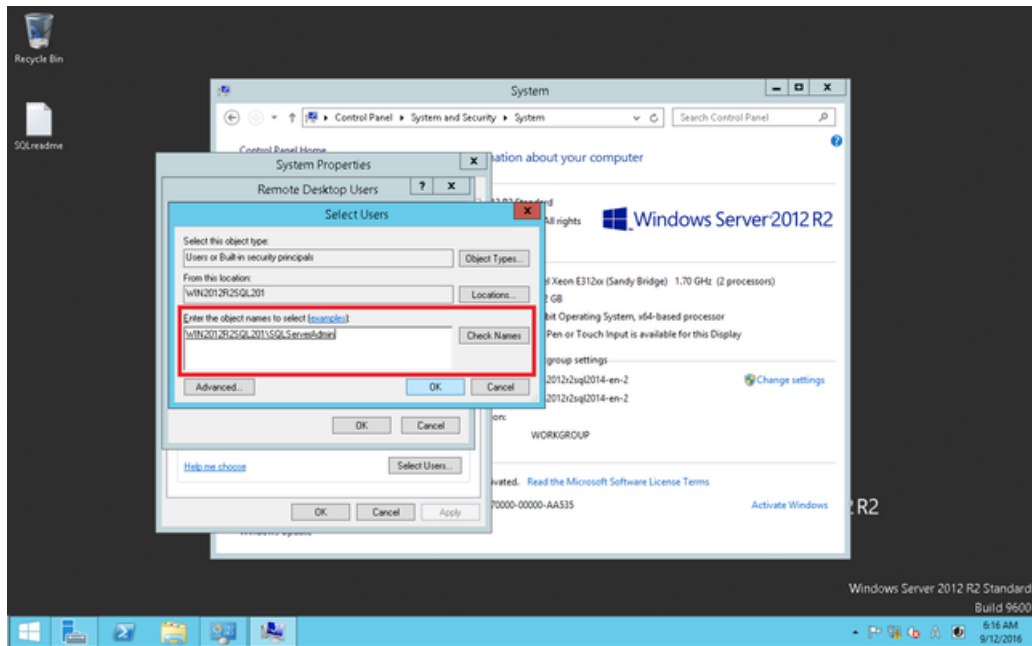 Recycle Bin
SQLreadme
System
Control Panel ▸ System and Security ▸ System
Search Control Panel
Control Panel Home
mation about your computer
System Properties
Remote Desktop Users
Select Users
Select this object type:
Users or Built-in security principals
Object Types...
From this location:
WIN2012R2SQL201
Locations...
Enter the object names to select (examples):
WIN2012R2SQL201\SQLServerAdmin
Check Names
Advanced...
OK
Cancel
OK
Cancel
Help me choose
Select Users...
OK
Cancel
Apply
All rights
Windows Server 2012 R2
Xeon E312xx (Sandy Bridge) 1.70 GHz (2 processors)
2 GB
bit Operating System, x64-based processor
Pen or Touch Input is available for this Display
group settings
2012r2sql2014-en-2
Change settings
2012r2sql2014-en-2
on:
WORKGROUP
ivated. Read the Microsoft Software License Terms
70000-00000-AA535
Activate Windows
R2
Windows Server 2012 R2 Standard
Build 9600
6:16 AM
9/12/2016